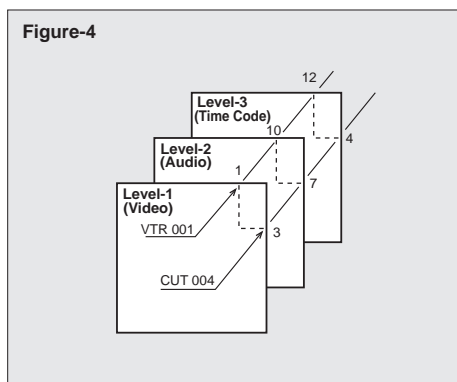 Figure-4
12
Level-3
(Time Code)
10
4
Level-2
(Audio)
1
7
Level-1
(Video)
VTR 001
3
CUT 004